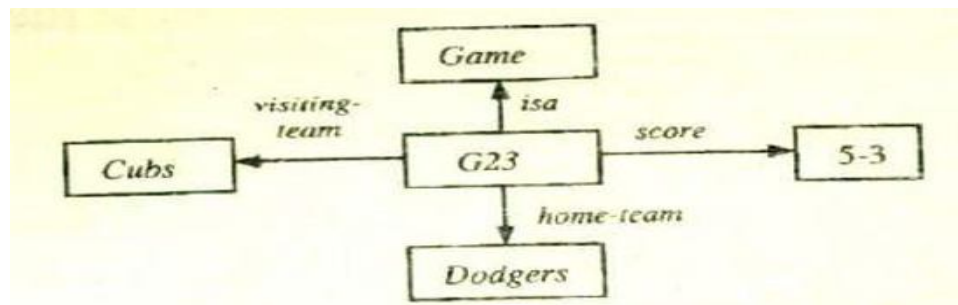 Game
visiting-
team
isa
score
Cubs
G23
5-3
home-team
Dodgers